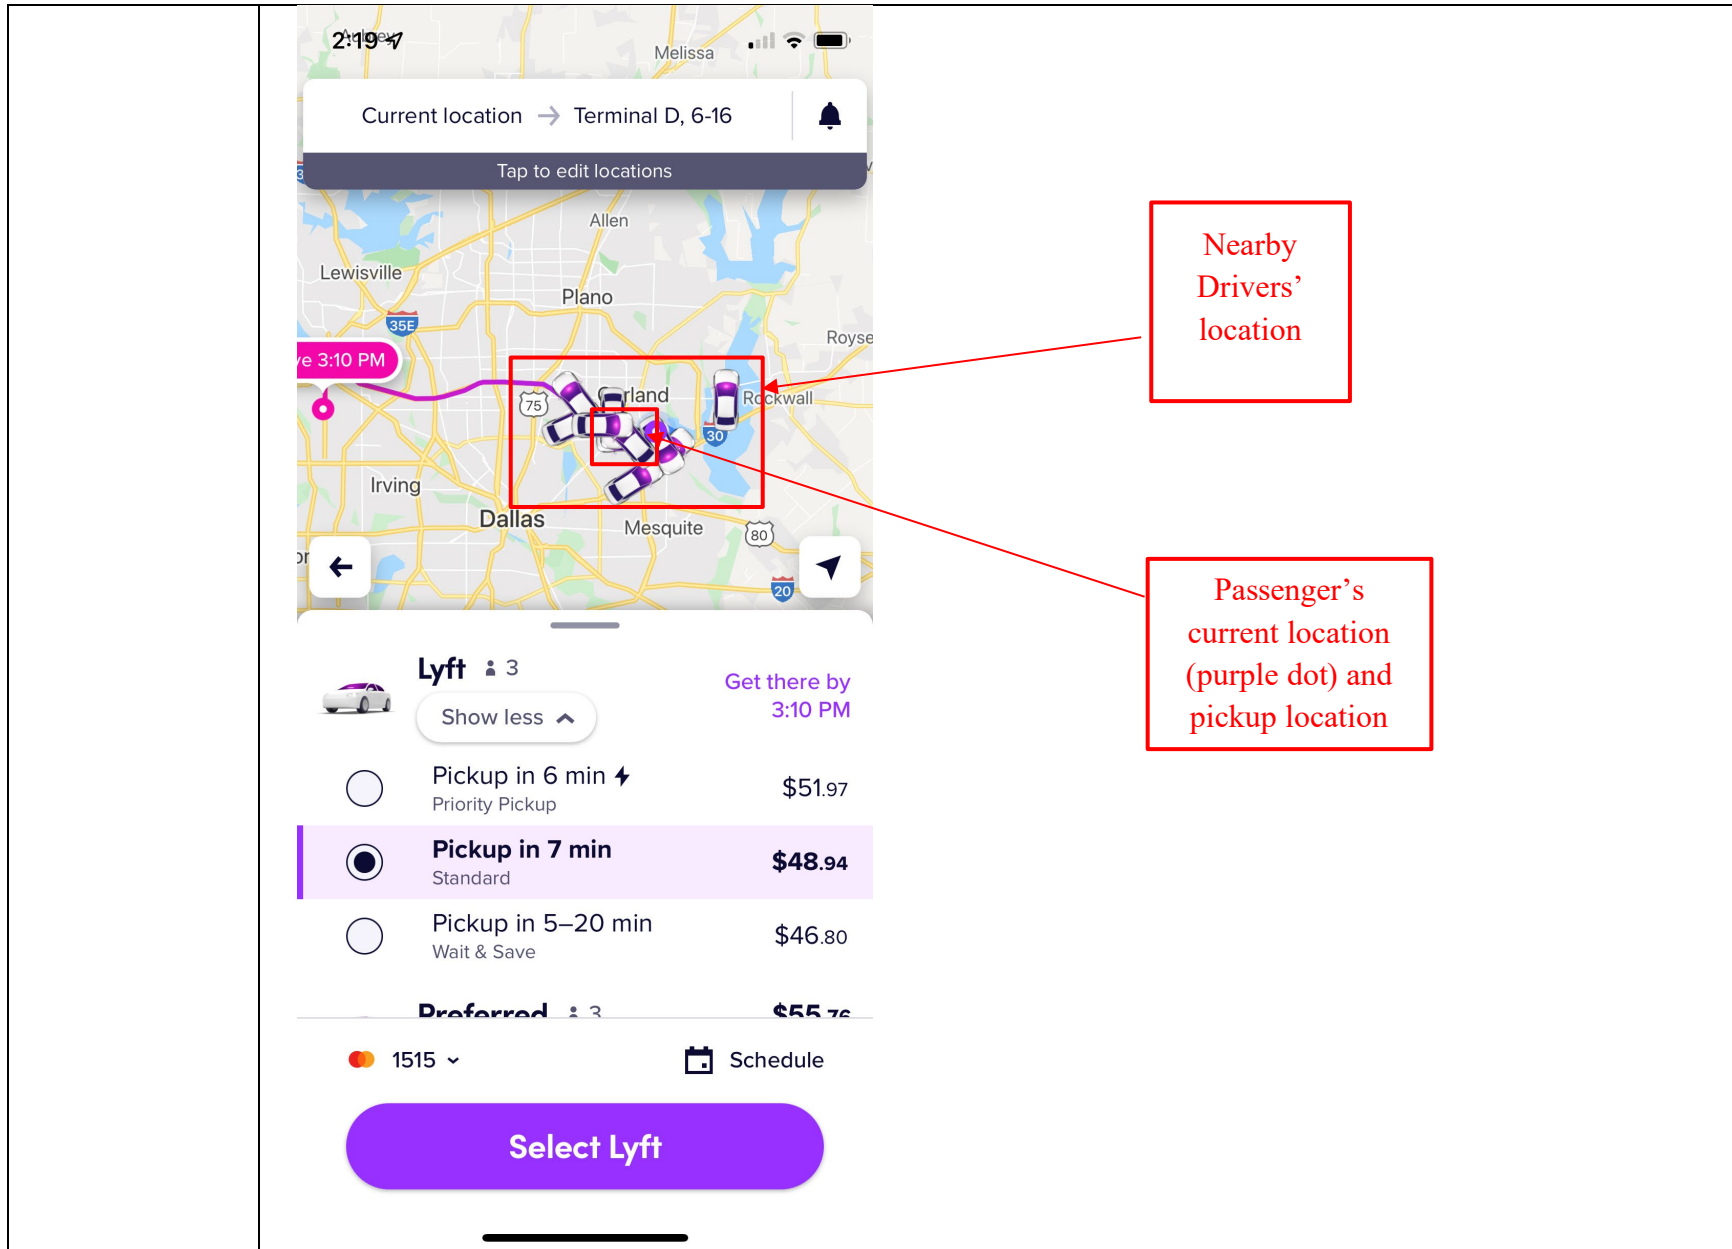 2:19
Aubrey
Melissa
Current location → Terminal D, 6-16
Tap to edit locations
Allen
Lewisville
Plano
35E
Royse
ve 3:10 PM
75
rland
Rockwall
30
Irving
Dallas
Mesquite
80
20
Nearby
Drivers’
location
Passenger’s
current location
(purple dot) and
pickup location
Lyft 3
Get there by
3:10 PM
Show less
Pickup in 6 min
Priority Pickup
$51.97
Pickup in 7 min
Standard
$48.94
Pickup in 5–20 min
Wait & Save
$46.80
Preferred 3
$55.76
1515
Schedule
Select Lyft